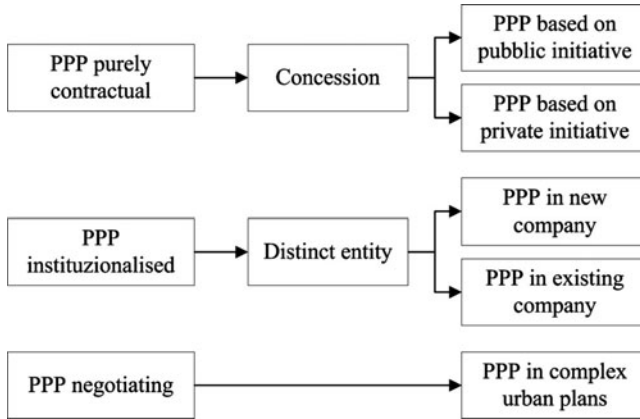 PPP purely
contractual
Concession
PPP based on
pubblic initiative
PPP based on
private initiative
PPP
instituzionalised
Distinct entity
PPP in new
company
PPP in existing
company
PPP negotiating
PPP in complex
urban plans